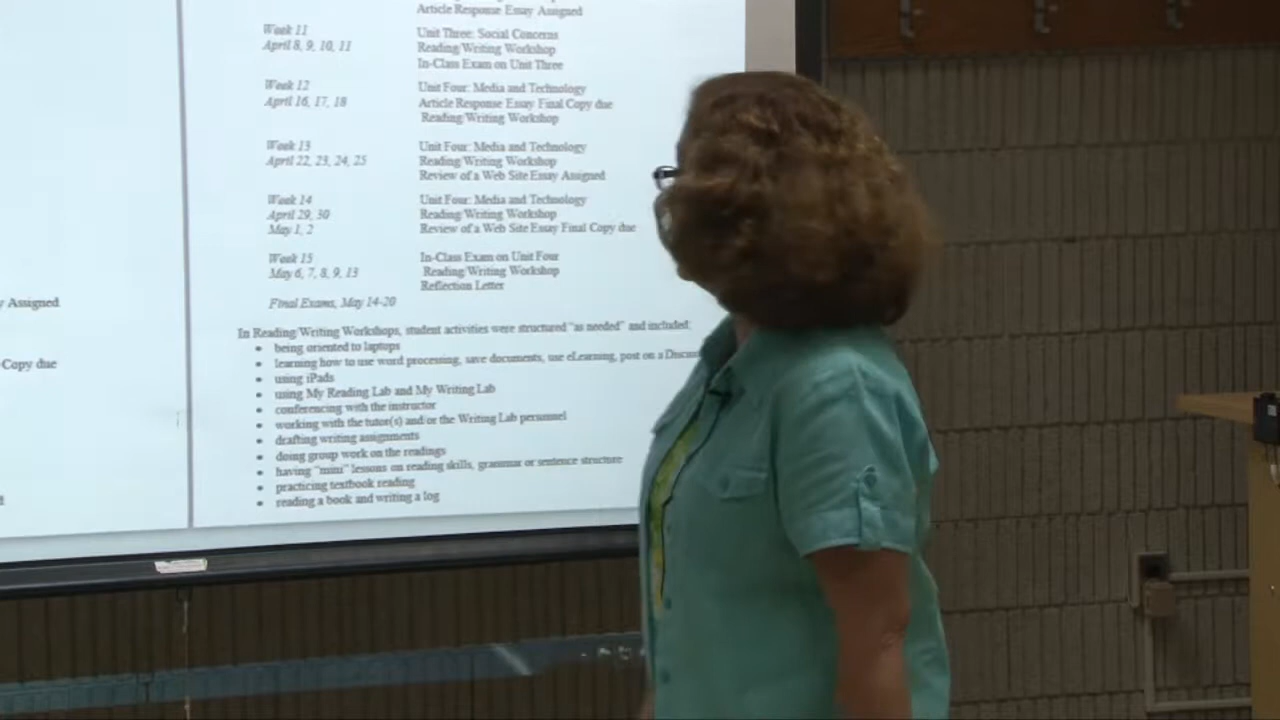 y Assigned
Copy due
Article Response Essay Assigned
Week 11
April 8, 9, 10, 11
Unit Three: Social Concerns
Reading/Writing Workshop
In-Class Exam on Unit Three
Week 12
April 16, 17, 18
Unit Four: Media and Technology
Article Response Essay Final Copy due
Reading/Writing Workshop
Week 13
April 22, 23, 24, 25
Unit Four: Media and Technology
Reading/Writing Workshop
Review of a Web Site Essay Assigned
Week 14
April 29, 30
May 1, 2
Unit Four: Media and Technology
Reading/Writing Workshop
Review of a Web Site Essay Final Copy due
Week 15
May 6, 7, 8, 9, 13
In-Class Exam on Unit Four
Reading/Writing Workshop
Reflection Letter
Final Exams, May 14-20
In Reading/Writing Workshops, student activities were structured "as needed" and included:
• being oriented to laptops
• learning how to use word processing, save documents, use eLearning, post on a Discus
• using iPads
• using My Reading Lab and My Writing Lab
• conferencing with the instructor
• working with the tutor(s) and/or the Writing Lab personnel
• drafting writing assignments
• doing group work on the readings
• having "mini" lessons on reading skills, grammar or sentence structure
• practicing textbook reading
• reading a book and writing a log